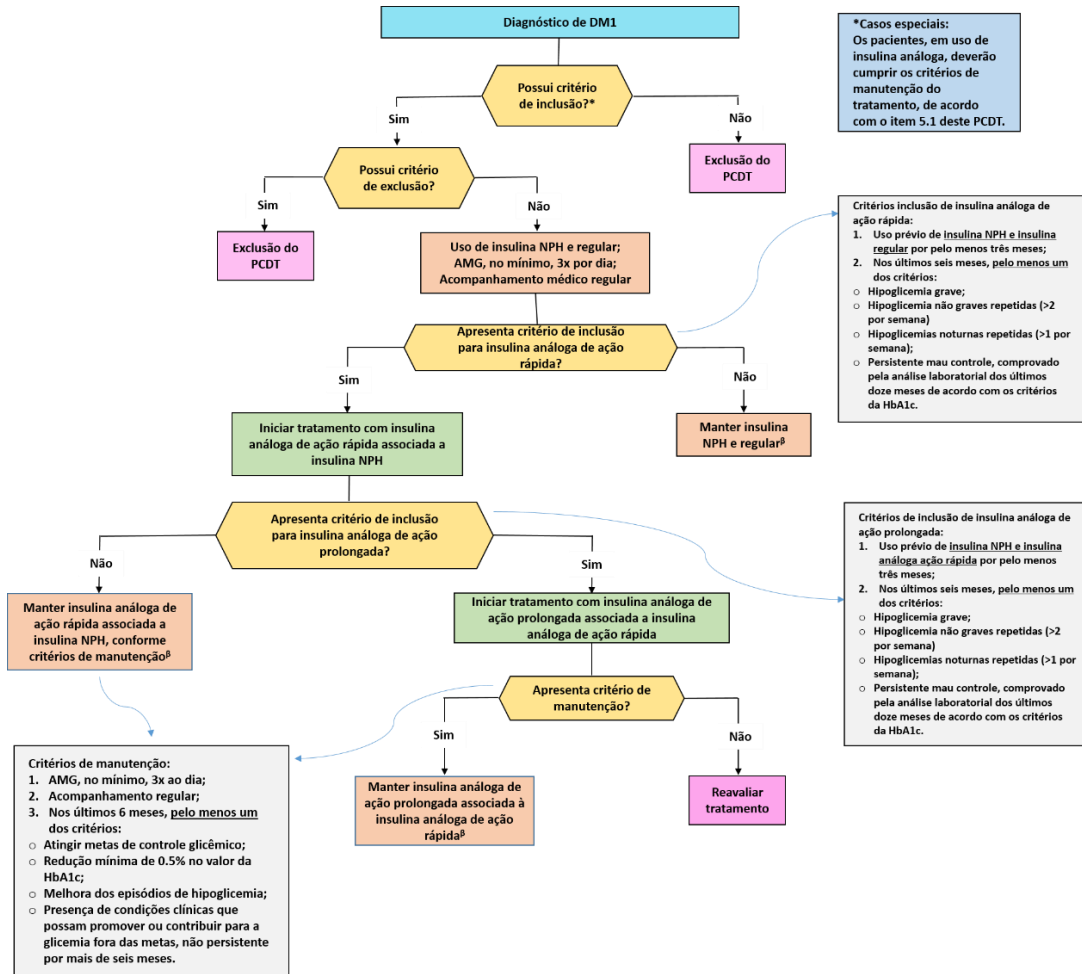 Diagnóstico de DM1
*Casos especiais:
Os pacientes, em uso de
insulina análoga, deverão
cumprir os critérios de
manutenção do
tratamento, de acordo
com o item 5.1 deste PCDT.
Possui critério
de inclusão?*
Sim
Não
Exclusão do
PCDT
Possui critério
de exclusão?
Sim
Não
Exclusão do
PCDT
Uso de insulina NPH e regular;
AMG, no mínimo, 3x por dia;
Acompanhamento médico regular
Critérios inclusão de insulina análoga de
ação rápida:
1. Uso prévio de insulina NPH e insulina
regular por pelo menos três meses;
2. Nos últimos seis meses, pelo menos um
dos critérios:
o Hipoglicemia grave;
o Hipoglicemia não graves repetidas (>2
por semana)
o Hipoglicemias noturnas repetidas (>1 por
semana);
o Persistente mau controle, comprovado
pela análise laboratorial dos últimos
doze meses de acordo com os critérios
da HbA1c.
Apresenta critério de inclusão
para insulina análoga de ação
rápida?
Sim
Não
Iniciar tratamento com insulina
análoga de ação rápida associada a
insulina NPH
Manter insulina
NPH e regularᵝ
Apresenta critério de inclusão
para insulina análoga de ação
prolongada?
Não
Sim
Critérios de inclusão de insulina análoga de
ação prolongada:
1. Uso prévio de insulina NPH e insulina
análoga ação rápida por pelo menos
três meses;
2. Nos últimos seis meses, pelo menos um
dos critérios:
o Hipoglicemia grave;
o Hipoglicemia não graves repetidas (>2
por semana)
o Hipoglicemias noturnas repetidas (>1 por
semana);
o Persistente mau controle, comprovado
pela análise laboratorial dos últimos
doze meses de acordo com os critérios
da HbA1c.
Manter insulina análoga de
ação rápida associada a
insulina NPH, conforme
critérios de manutençãoᵝ
Iniciar tratamento com insulina análoga de
ação prolongada associada a insulina
análoga de ação rápida
Apresenta critério de
manutenção?
Sim
Não
Manter insulina análoga de
ação prolongada associada à
insulina análoga de ação
rápidaᵝ
Reavaliar
tratamento
Critérios de manutenção:
1. AMG, no mínimo, 3x ao dia;
2. Acompanhamento regular;
3. Nos últimos 6 meses, pelo menos um
dos critérios:
o Atingir metas de controle glicêmico;
o Redução mínima de 0.5% no valor da
HbA1c;
o Melhora dos episódios de hipoglicemia;
o Presença de condições clínicas que
possam promover ou contribuir para a
glicemia fora das metas, não persistente
por mais de seis meses.